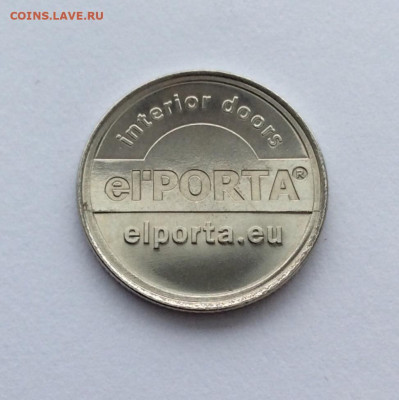 COINS.LAVE.RU
interior doors
el'PORTA®
elporta.eu